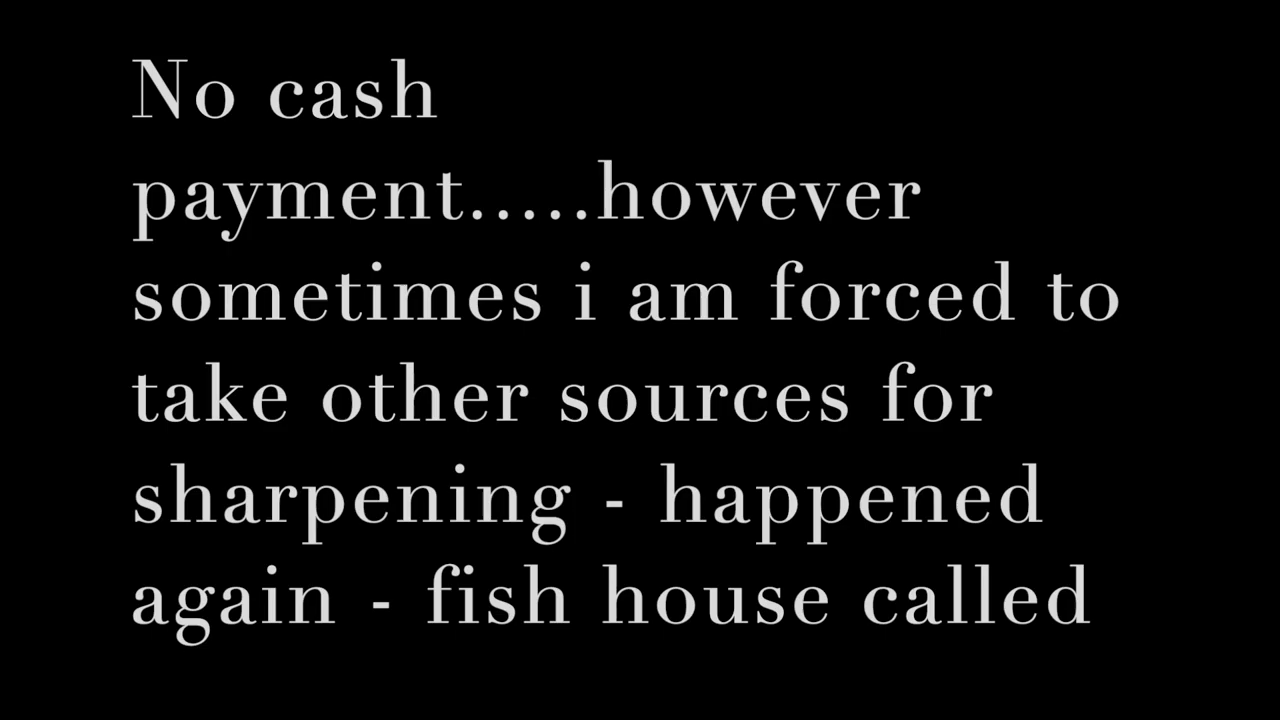 No cash
payment.....however
sometimes i am forced to
take other sources for
sharpening - happened
again - fish house called